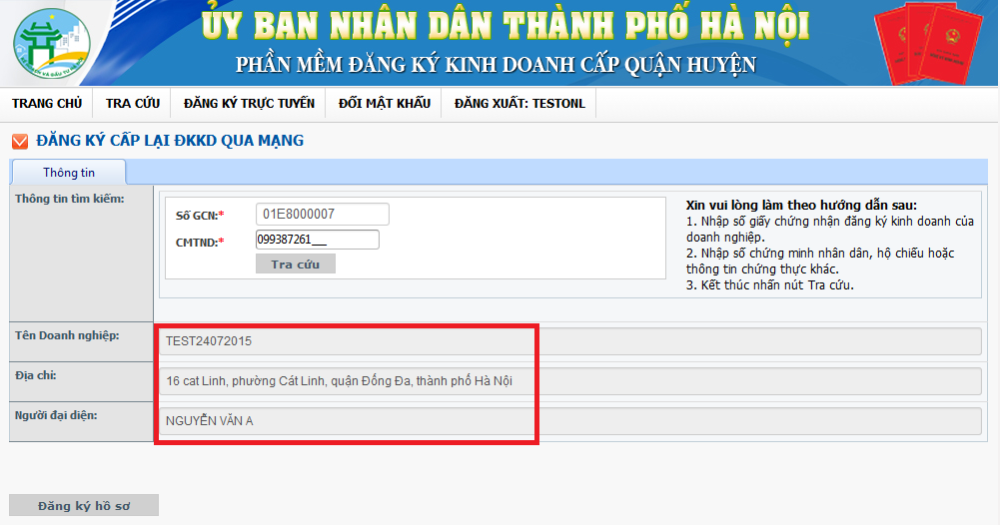 ỦY BAN NHÂN DÂN THÀNH PHỐ HÀ NỘI
PHẦN MỀM ĐĂNG KÝ KINH DOANH CẤP QUẬN HUYỆN
TRANG CHỦ TRA CỨU ĐĂNG KÝ TRỰC TUYẾN ĐỔI MẬT KHẨU ĐĂNG XUẤT: TESTONL
ĐĂNG KÝ CẤP LẠI ĐKKD QUA MẠNG
Thông tin
Thông tin tìm kiếm:
Số GCN:* 01E8000007
CMTND:* 099387261___
Tra cứu
Xin vui lòng làm theo hướng dẫn sau:
1. Nhập số giấy chứng nhận đăng ký kinh doanh của
doanh nghiệp.
2. Nhập số chứng minh nhân dân, hộ chiếu hoặc
thông tin chứng thực khác.
3. Kết thúc nhấn nút Tra cứu.
Tên Doanh nghiệp: TEST24072015
Địa chỉ: 16 cat Linh, phường Cát Linh, quận Đống Đa, thành phố Hà Nội
Người đại diện: NGUYỄN VĂN A
Đăng ký hồ sơ